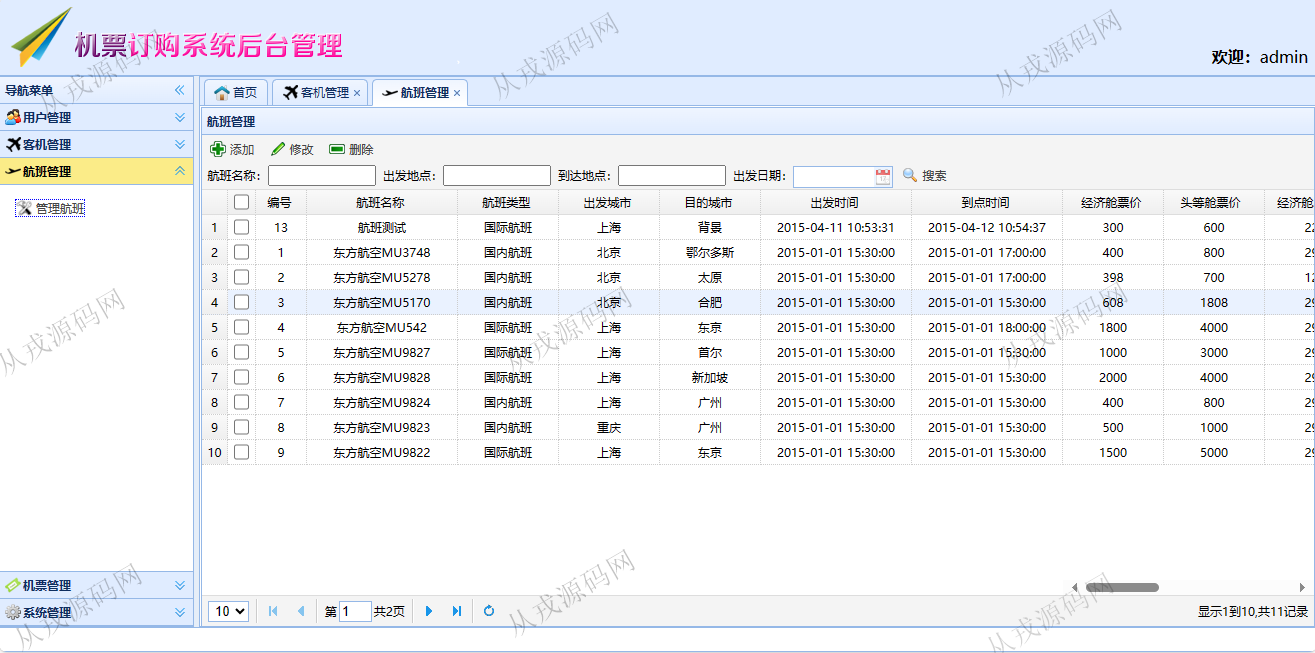 机票订购系统后台管理
欢迎：admin
导航菜单
用户管理
客机管理
航班管理
管理航班
机票管理
系统管理
首页 客机管理 × 航班管理 ×
航班管理
添加 修改 删除
航班名称： 出发地点： 到达地点： 出发日期： 搜索
编号 航班名称 航班类型 出发城市 目的城市 出发时间 到点时间 经济舱票价 头等舱票价 经济舱
1 13 航班测试 国际航班 上海 背景 2015-04-11 10:53:31 2015-04-12 10:54:37 300 600
2 1 东方航空MU3748 国内航班 北京 鄂尔多斯 2015-01-01 15:30:00 2015-01-01 17:00:00 400 800
3 2 东方航空MU5278 国内航班 北京 太原 2015-01-01 15:30:00 2015-01-01 17:00:00 398 700
4 3 东方航空MU5170 国内航班 北京 合肥 2015-01-01 15:30:00 2015-01-01 15:30:00 608 1808
5 4 东方航空MU542 国际航班 上海 东京 2015-01-01 15:30:00 2015-01-01 18:00:00 1800 4000
6 5 东方航空MU9827 国际航班 上海 首尔 2015-01-01 15:30:00 2015-01-01 15:30:00 1000 3000
7 6 东方航空MU9828 国际航班 上海 新加坡 2015-01-01 15:30:00 2015-01-01 15:30:00 2000 4000
8 7 东方航空MU9824 国内航班 上海 广州 2015-01-01 15:30:00 2015-01-01 15:30:00 400 800
9 8 东方航空MU9823 国内航班 重庆 广州 2015-01-01 15:30:00 2015-01-01 15:30:00 500 1000
10 9 东方航空MU9822 国际航班 上海 东京 2015-01-01 15:30:00 2015-01-01 15:30:00 1500 5000
10 第 1 共2页 显示1到10,共11记录
从戎源码网
从戎源码网
从戎源码网
从戎源码网
从戎源码网
从戎源码网
从戎源码网
从戎源码网
从戎源码网